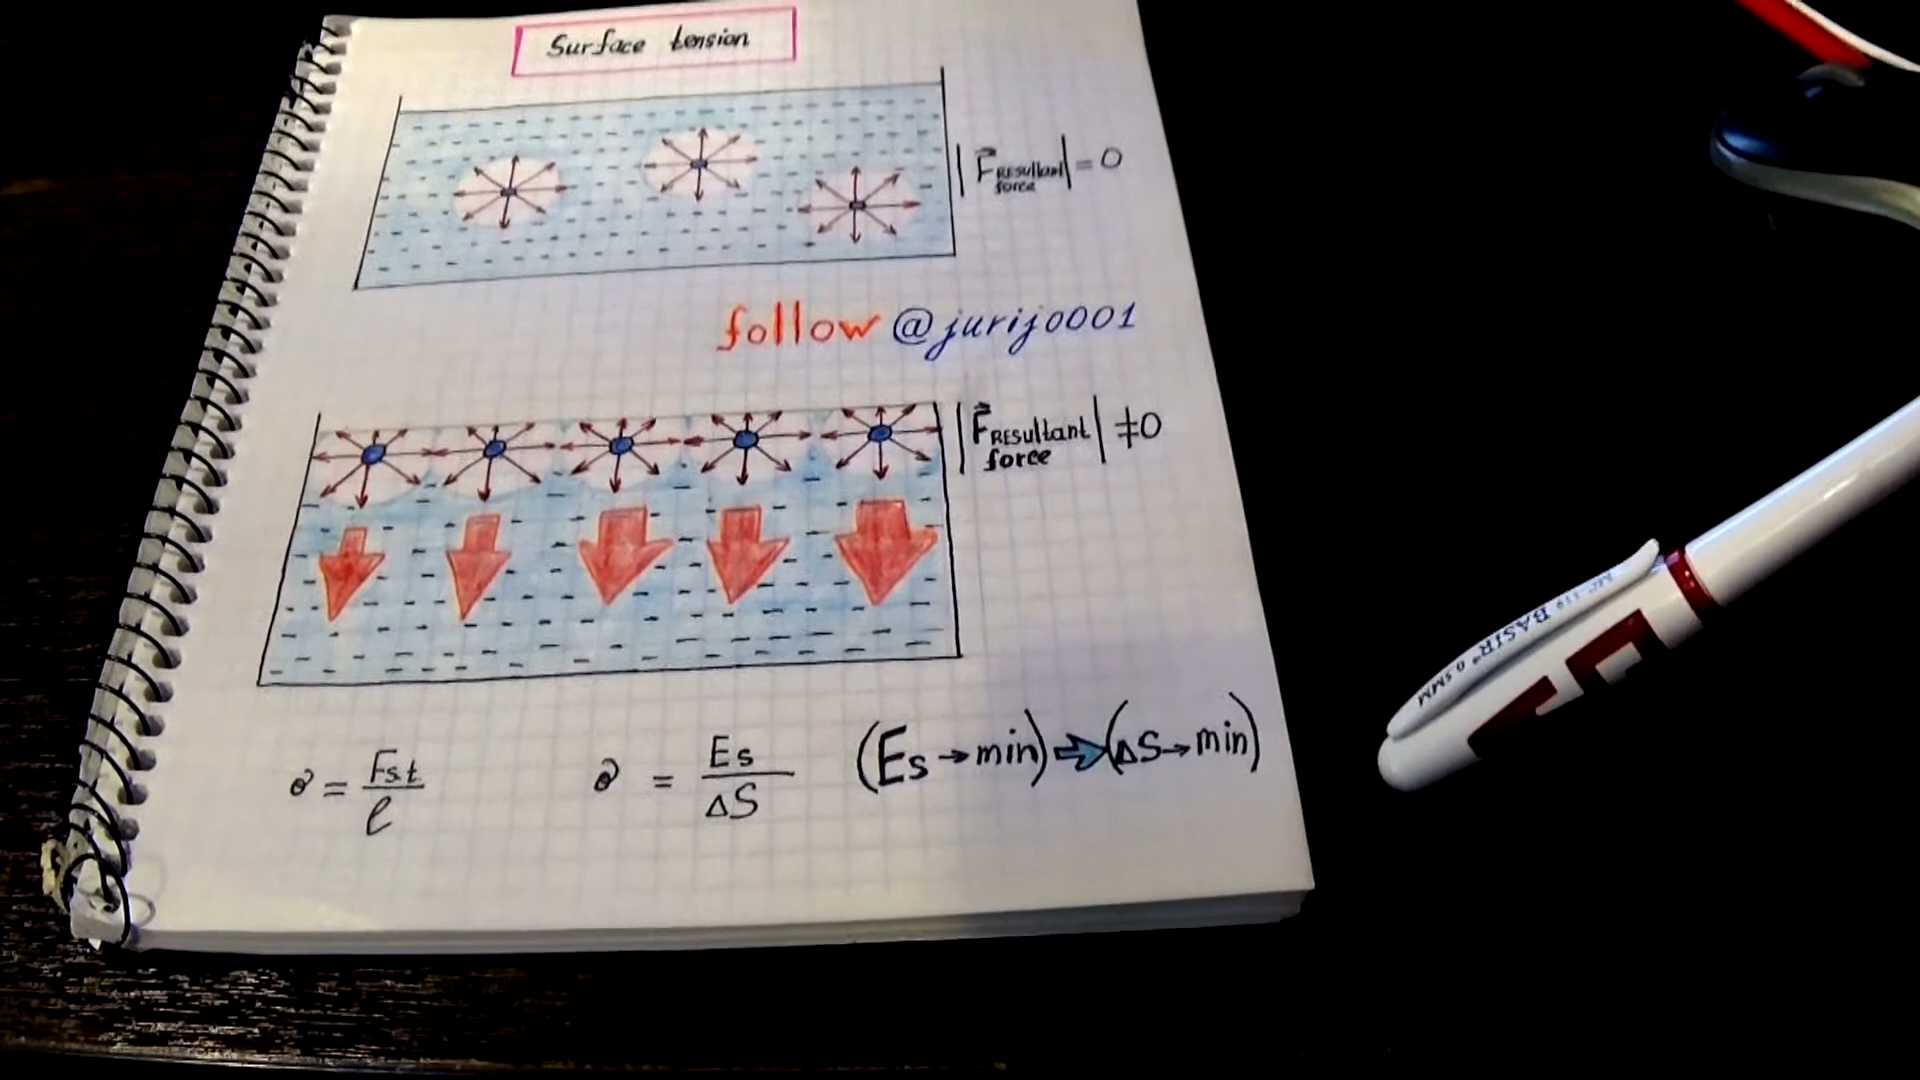 Surface tension
|F⃗ Resultant force| = 0
follow @jurij0001
|F⃗ Resultant force| ≠ 0
σ = Fst / ℓ
σ = Es / ΔS
(Es → min) ⇒ (ΔS → min)
BASIR 0.5MM